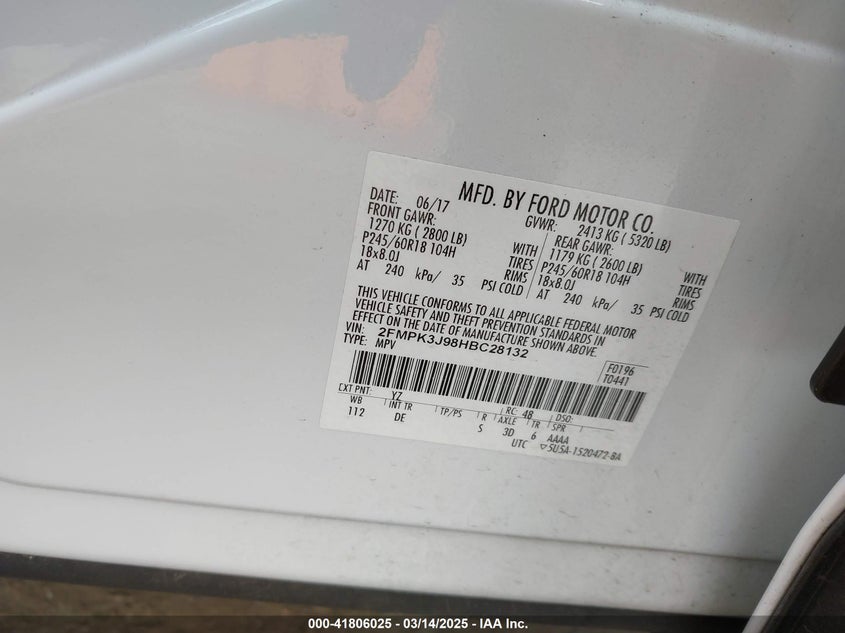 MFD. BY FORD MOTOR CO.
DATE: 06/17 GVWR: 2413 KG ( 5320 LB)
FRONT GAWR: REAR GAWR:
1270 KG ( 2800 LB) WITH 1179 KG ( 2600 LB) WITH
P245/60R18 104H TIRES P245/60R18 104H TIRES
18x8.0J RIMS 18x8.0J RIMS
AT 240 kPa/ 35 PSI COLD AT 240 kPa/ 35 PSI COLD
THIS VEHICLE CONFORMS TO ALL APPLICABLE FEDERAL MOTOR
VEHICLE SAFETY AND THEFT PREVENTION STANDARDS IN
EFFECT ON THE DATE OF MANUFACTURE SHOWN ABOVE.
VIN: 2FMPK3J98HBC28132
TYPE: MPV
F0196
T0441
EXT PNT: YZ RC: 48 DSO:
WB INT TR TP/PS R AXLE TR SPR
112 DE S 3D 6 AAAA
UTC ▽5U5A-1520472-BA
000-41806025 / 03/14/2025 - IAA Inc.